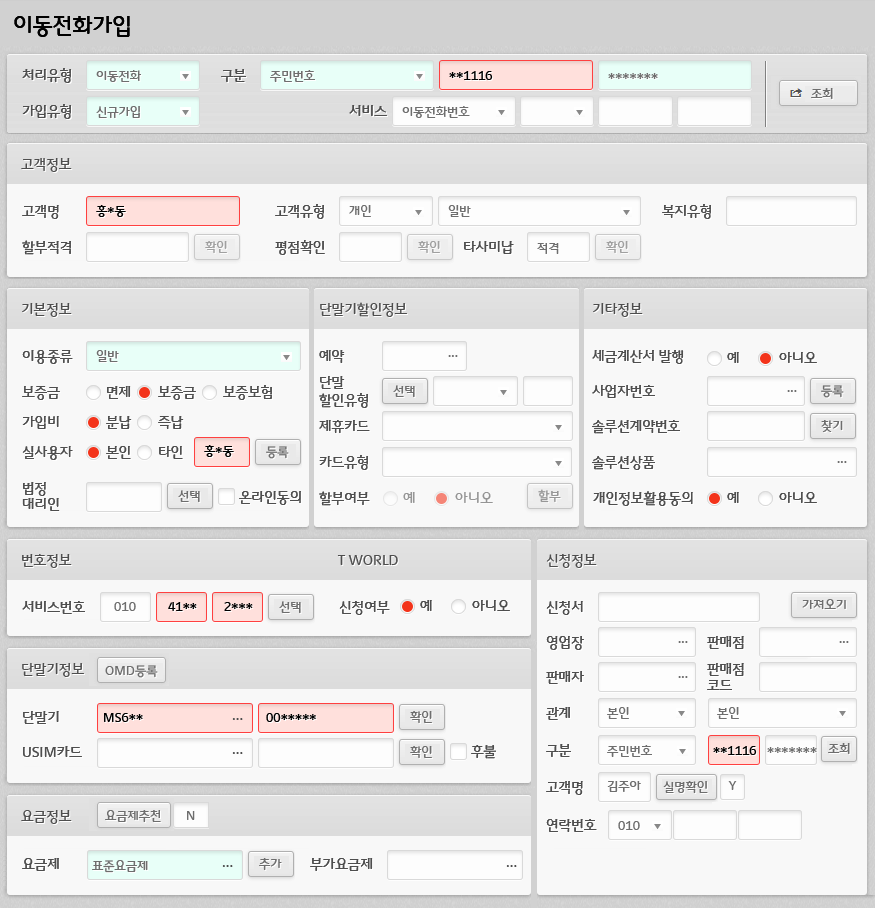 이동전화가입
처리유형 이동전화 구분 주민번호 **1116 *******
조회
가입유형 신규가입 서비스 이동전화번호
고객정보
고객명 홍*동 고객유형 개인 일반 복지유형
할부적격 확인 평점확인 확인 타사미납 적격 확인
기본정보
이용종류 일반
보증금 면제 보증금 보증보험
가입비 분납 즉납
실사용자 본인 타인 홍*동 등록
법정
대리인 선택 온라인동의
단말기할인정보
예약 ...
단말
할인유형 선택
제휴카드
카드유형
할부여부 예 아니오 할부
기타정보
세금계산서 발행 예 아니오
사업자번호 ... 등록
솔루션계약번호 찾기
솔루션상품 ...
개인정보활용동의 예 아니오
번호정보 T WORLD
서비스번호 010 41** 2*** 선택 신청여부 예 아니오
단말기정보 OMD등록
단말기 MS6** ... 00***** 확인
USIM카드 ... 확인 후불
요금정보 요금제추천 N
요금제 표준요금제 ... 추가 부가요금제 ...
신청정보
신청서 가져오기
영업장 ... 판매점 ...
판매자 ... 판매점
코드
관계 본인 본인
구분 주민번호 **1116 ******* 조회
고객명 김주아 실명확인 Y
연락번호 010